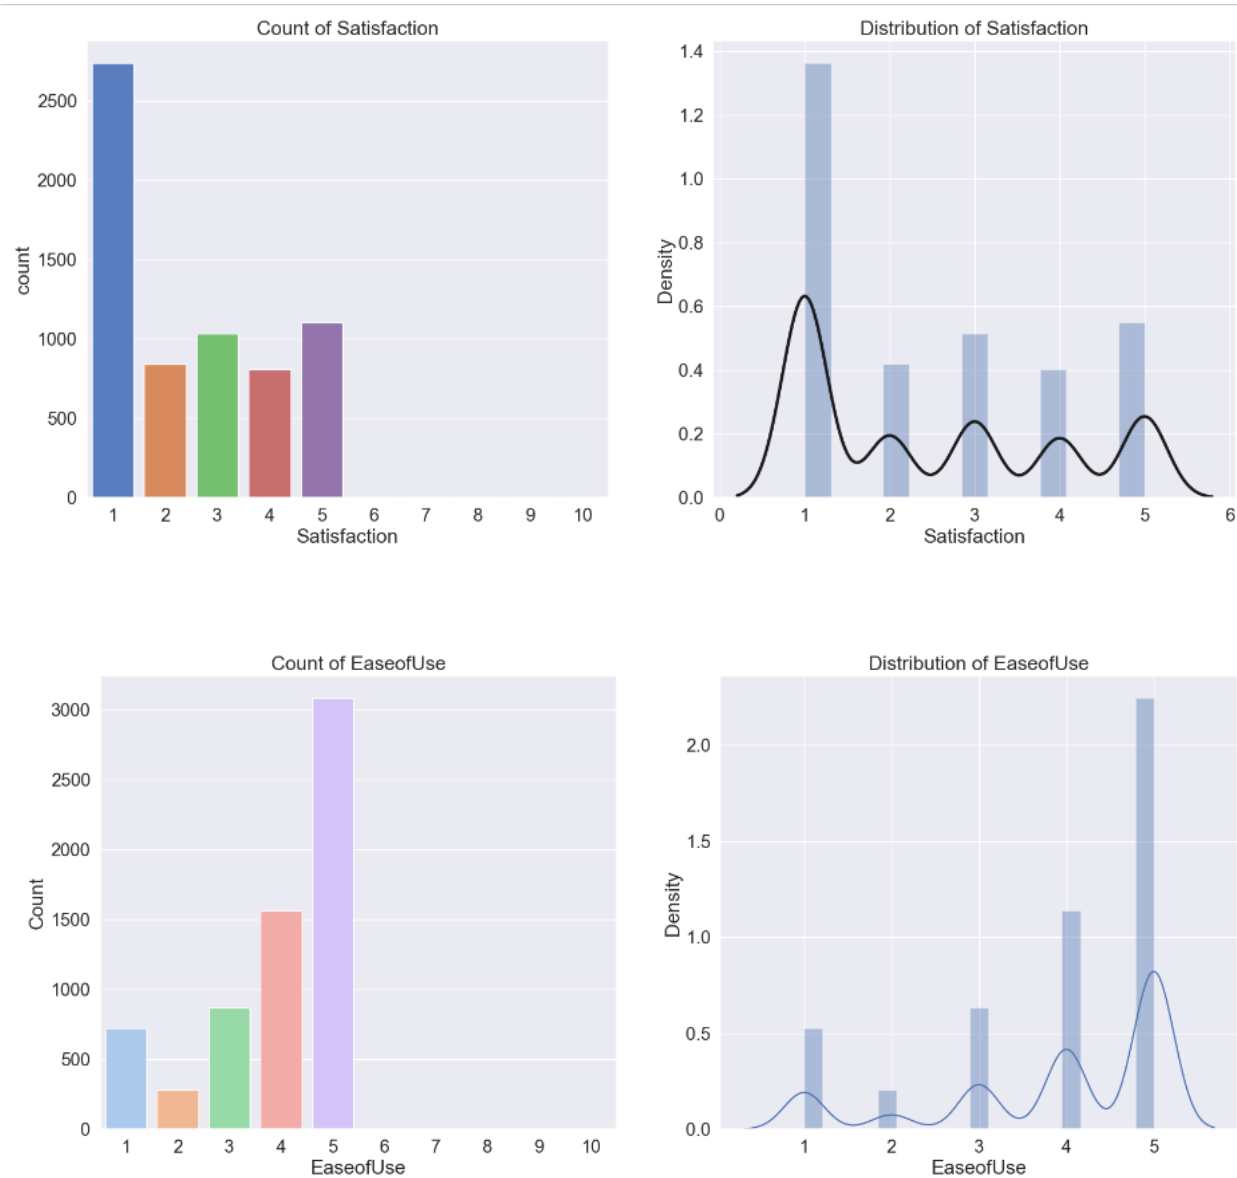 Count of Satisfaction
count
2500
2000
1500
1000
500
0
1 2 3 4 5 6 7 8 9 10
Satisfaction
Distribution of Satisfaction
Density
1.4
1.2
1.0
0.8
0.6
0.4
0.2
0.0
0 1 2 3 4 5 6
Satisfaction
Count of EaseofUse
Count
3000
2500
2000
1500
1000
500
0
1 2 3 4 5 6 7 8 9 10
EaseofUse
Distribution of EaseofUse
Density
2.0
1.5
1.0
0.5
0.0
1 2 3 4 5
EaseofUse